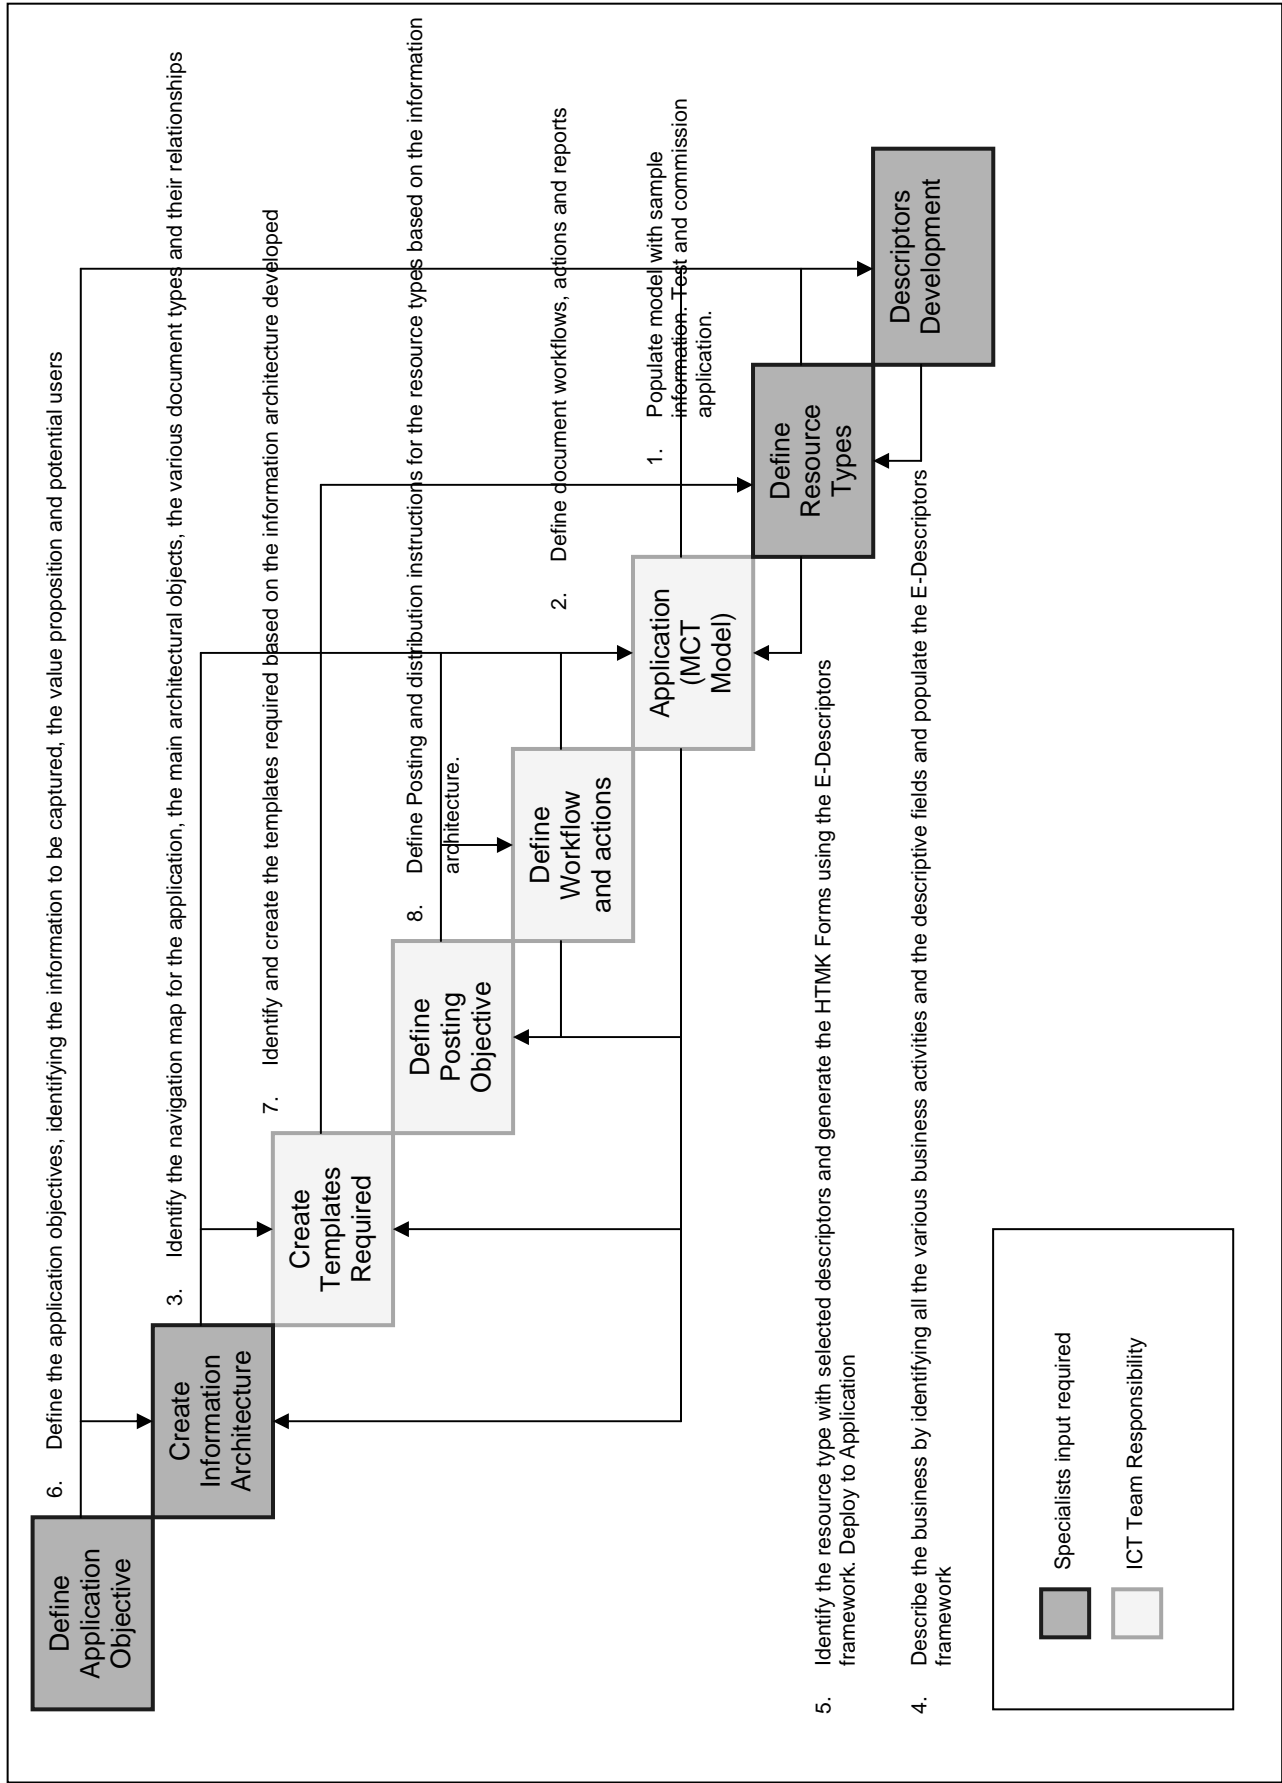 Define
Application
Objective
6. Define the application objectives, identifying the information to be captured, the value proposition and potential users
Create
Information
Architecture
3. Identify the navigation map for the application, the main architectural objects, the various document types and their relationships
Create
Templates
Required
7. Identify and create the templates required based on the information architecture developed
Define
Posting
Objective
8. Define Posting and distribution instructions for the resource types based on the information
architecture.
Define
Workflow
and actions
2. Define document workflows, actions and reports
Application
(MCT
Model)
1. Populate model with sample
information. Test and commission
application.
Define
Resource
Types
Descriptors
Development
5. Identify the resource type with selected descriptors and generate the HTMK Forms using the E-Descriptors
framework. Deploy to Application
4. Describe the business by identifying all the various business activities and the descriptive fields and populate the E-Descriptors
framework
Specialists input required
ICT Team Responsibility